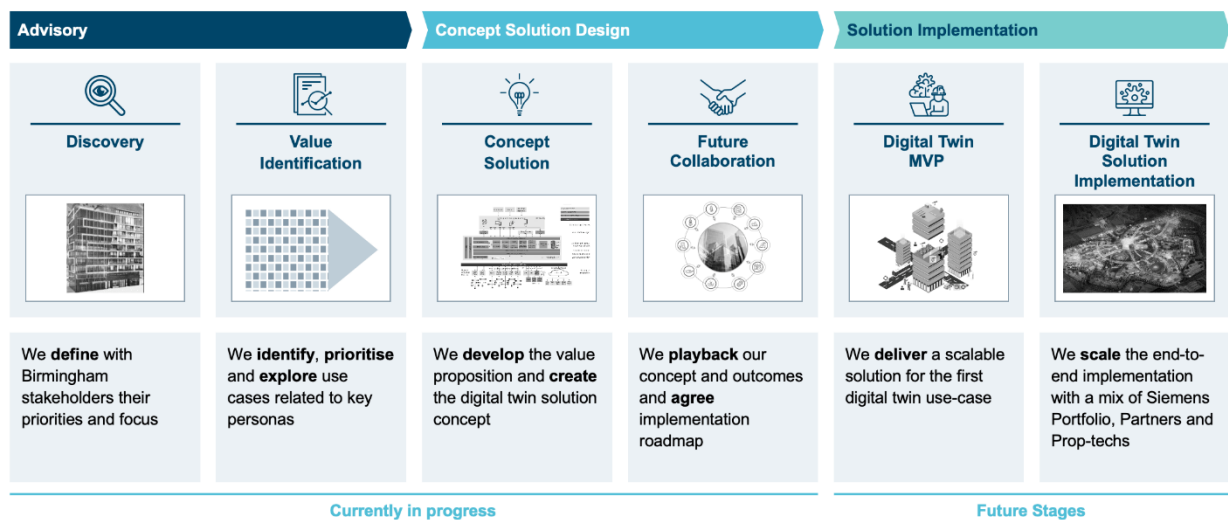 Advisory
Concept Solution Design
Solution Implementation
Discovery
Value
Identification
Concept
Solution
Future
Collaboration
Digital Twin
MVP
Digital Twin
Solution
Implementation
We define with
Birmingham
stakeholders their
priorities and focus
We identify, prioritise
and explore use
cases related to key
personas
We develop the value
proposition and create
the digital twin solution
concept
We playback our
concept and outcomes
and agree
implementation
roadmap
We deliver a scalable
solution for the first
digital twin use-case
We scale the end-to-
end implementation
with a mix of Siemens
Portfolio, Partners and
Prop-techs
Currently in progress
Future Stages